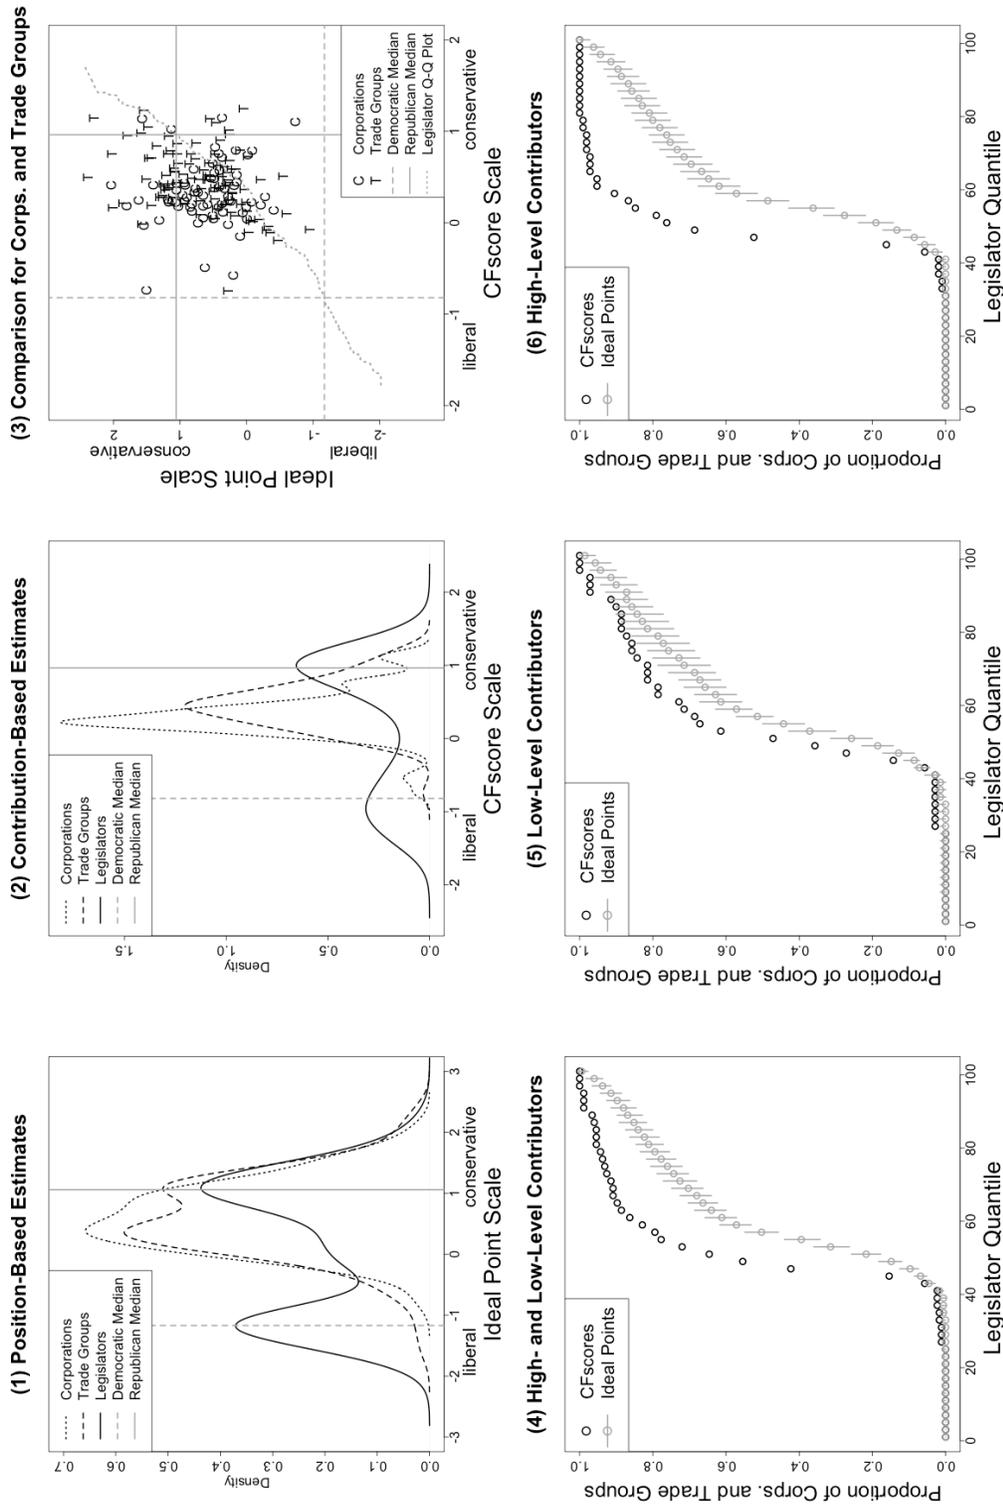 (1) Position-Based Estimates
Density
0.0
0.1
0.2
0.3
0.4
0.5
0.6
0.7
Corporations
Trade Groups
Legislators
Democratic Median
Republican Median
-3
-2
-1
0
1
2
3
liberal
conservative
Ideal Point Scale
(2) Contribution-Based Estimates
Density
0.0
0.5
1.0
1.5
Corporations
Trade Groups
Legislators
Democratic Median
Republican Median
-2
-1
0
1
2
liberal
conservative
CFscore Scale
(3) Comparison for Corps. and Trade Groups
Ideal Point Scale
liberal
conservative
-2
-1
0
1
2
C Corporations
T Trade Groups
Democratic Median
Republican Median
Legislator Q-Q Plot
-2
-1
0
1
2
liberal
conservative
CFscore Scale
(4) High- and Low-Level Contributors
Proportion of Corps. and Trade Groups
0.0
0.2
0.4
0.6
0.8
1.0
CFscores
Ideal Points
0
20
40
60
80
100
Legislator Quantile
(5) Low-Level Contributors
Proportion of Corps. and Trade Groups
0.0
0.2
0.4
0.6
0.8
1.0
CFscores
Ideal Points
0
20
40
60
80
100
Legislator Quantile
(6) High-Level Contributors
Proportion of Corps. and Trade Groups
0.0
0.2
0.4
0.6
0.8
1.0
CFscores
Ideal Points
0
20
40
60
80
100
Legislator Quantile